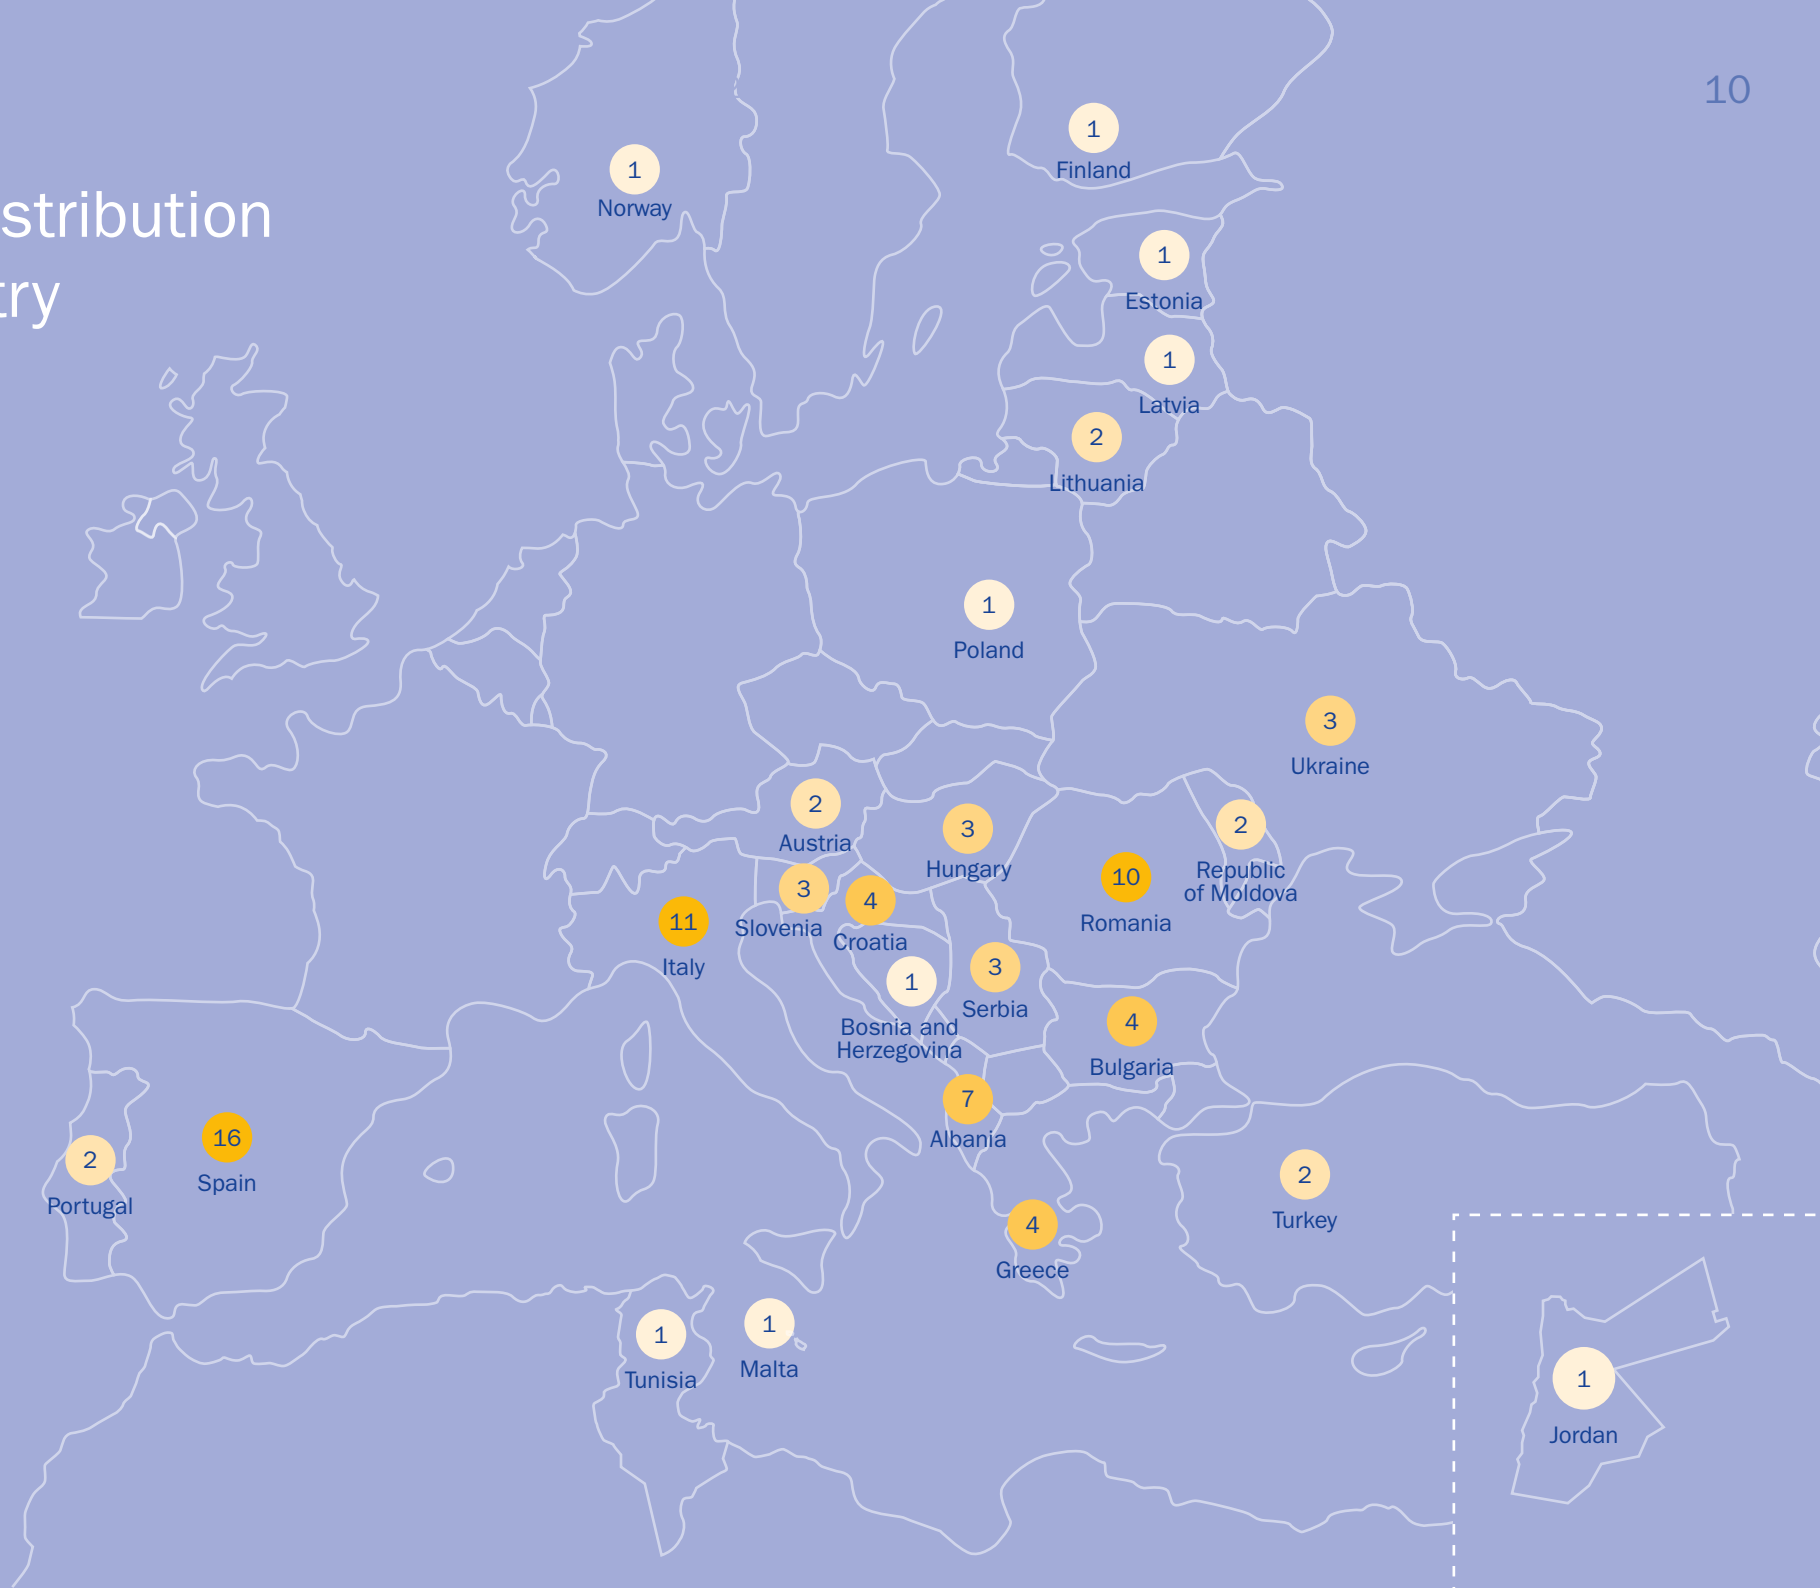 10
stribution
try
1
Finland
1
Norway
1
Estonia
1
Latvia
2
Lithuania
1
Poland
3
Ukraine
2
Austria
3
Hungary
2
Republic
of Moldova
10
Romania
3
Slovenia
4
Croatia
11
Italy
1
Bosnia and
Herzegovina
3
Serbia
4
Bulgaria
7
Albania
16
Spain
2
Portugal
2
Turkey
4
Greece
1
Tunisia
1
Malta
1
Jordan